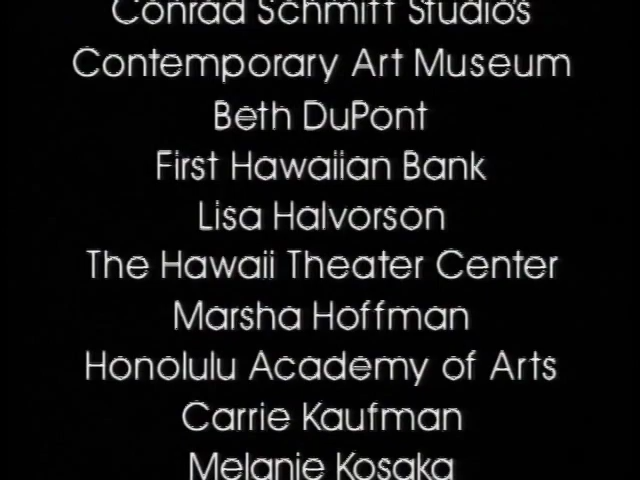 Conrad Schmitt Studios
Contemporary Art Museum
Beth DuPont
First Hawaiian Bank
Lisa Halvorson
The Hawaii Theater Center
Marsha Hoffman
Honolulu Academy of Arts
Carrie Kaufman
Melanie Kosaka